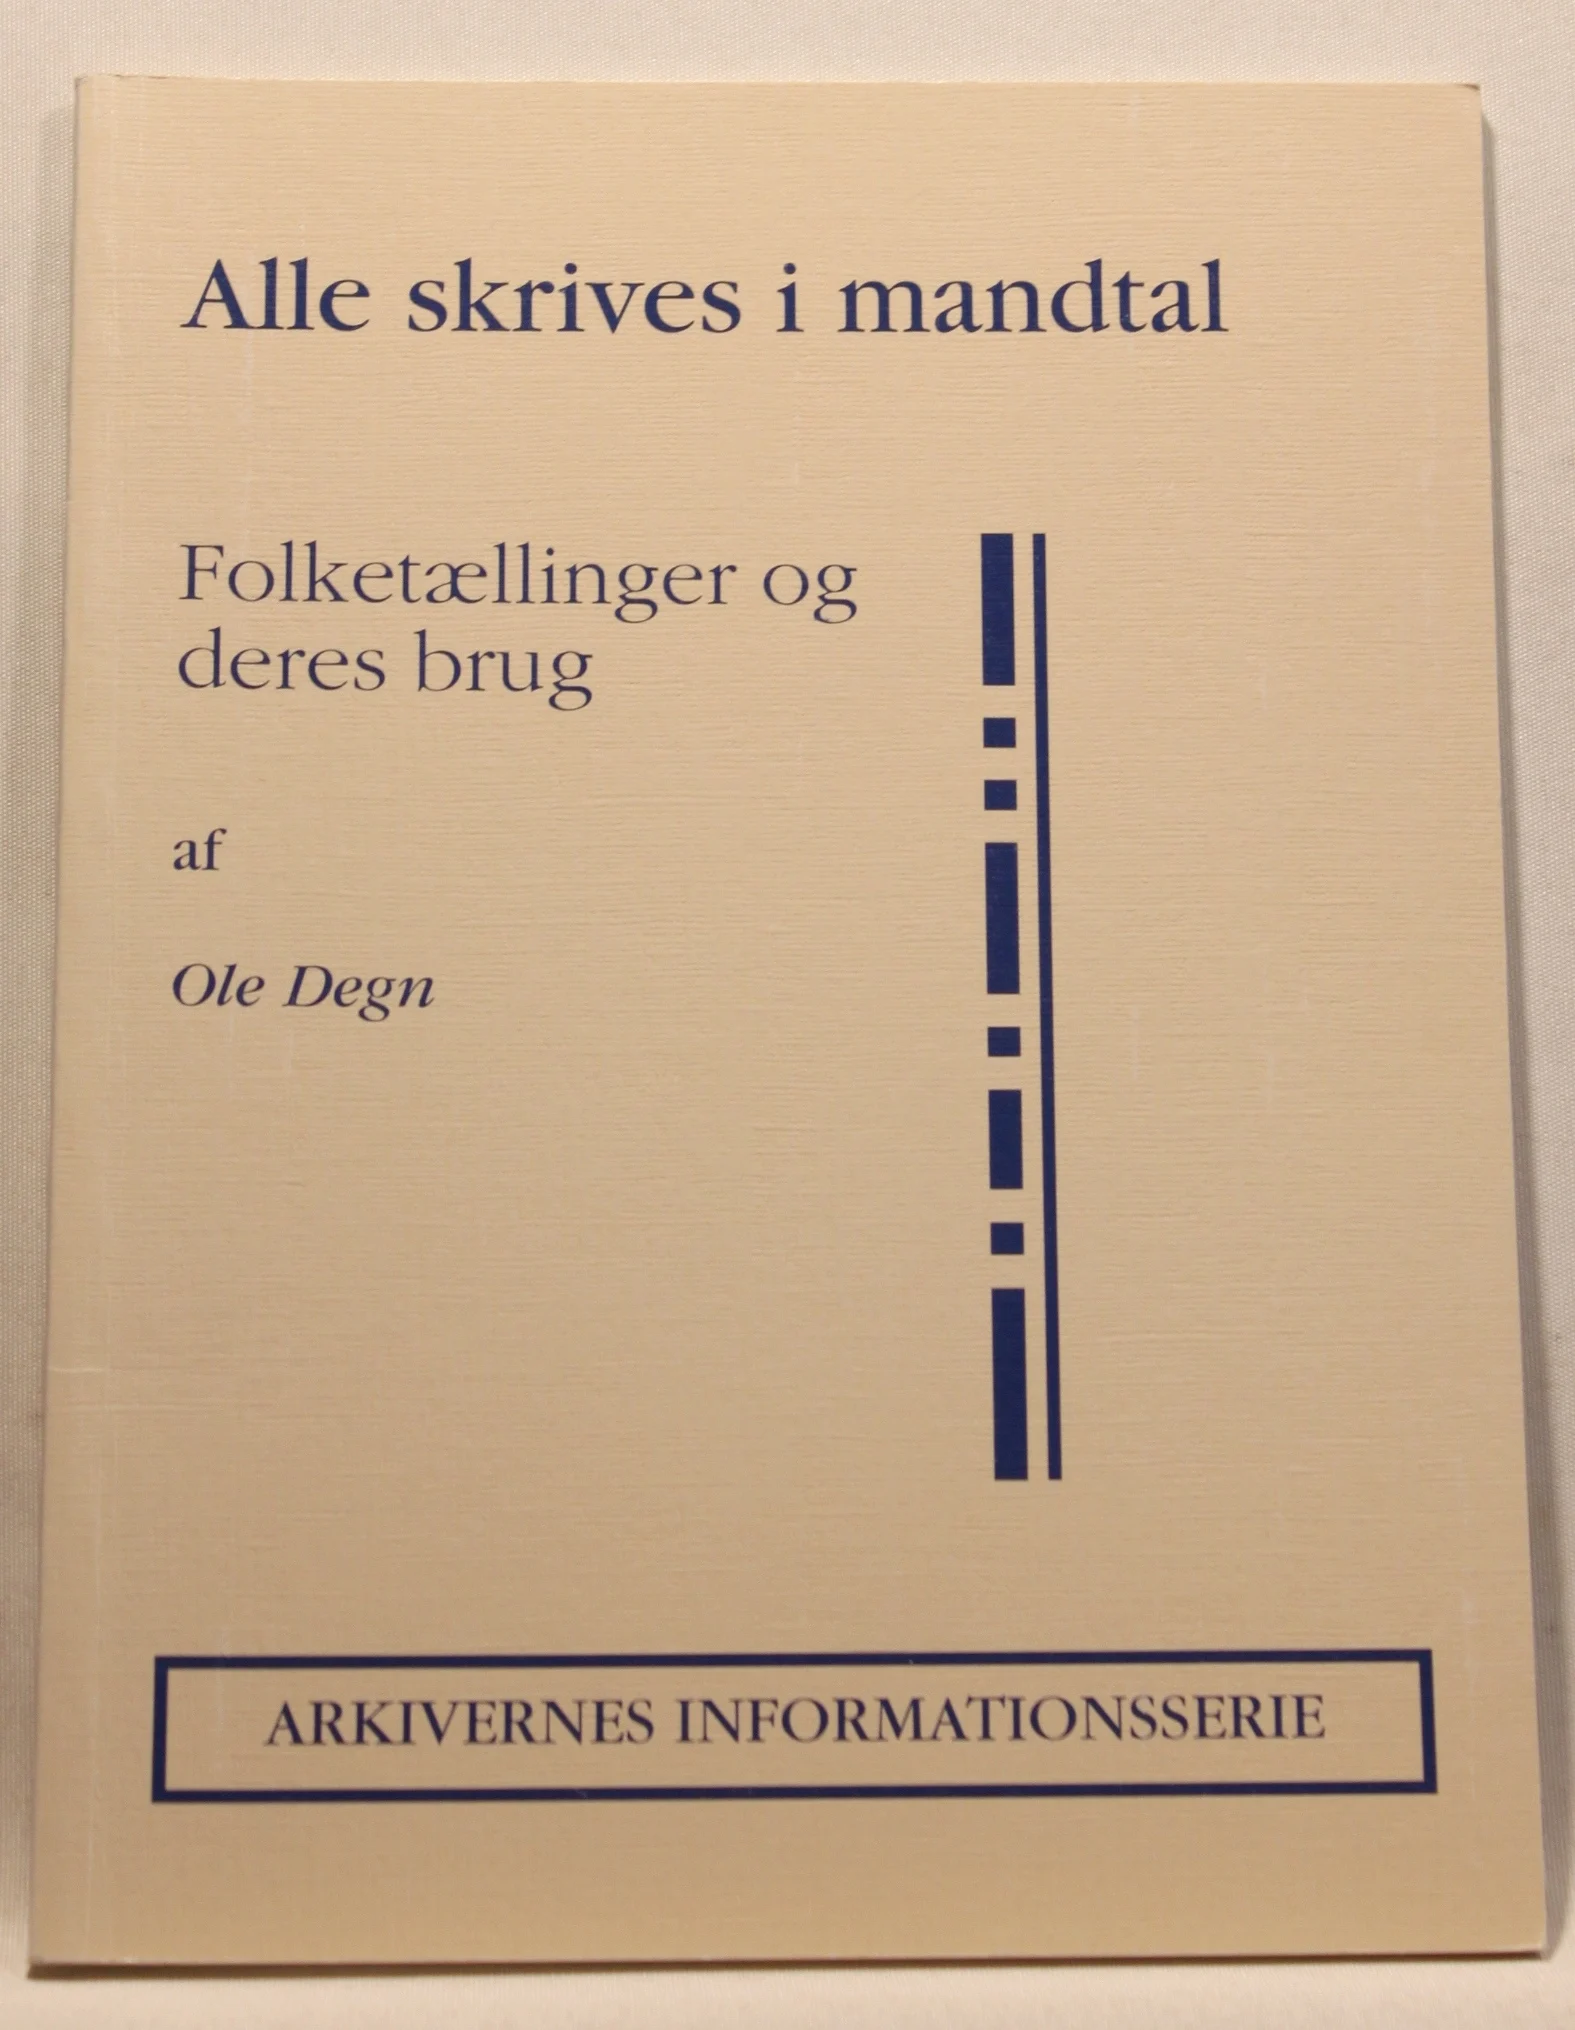 Alle skrives i mandtal
Folketællinger og
deres brug
af
Ole Degn
ARKIVERNES INFORMATIONSSERIE